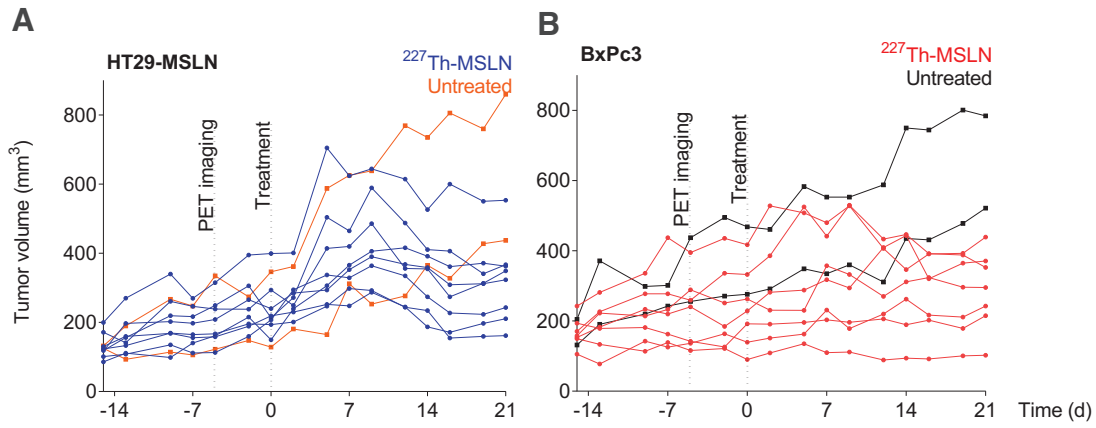 A
HT29-MSLN
227Th-MSLN
Untreated
Tumor volume (mm3)
800
600
400
200
0
PET imaging
Treatment
-14
-7
0
7
14
21
B
BxPc3
227Th-MSLN
Untreated
800
600
400
200
0
PET imaging
Treatment
-14
-7
0
7
14
21
Time (d)